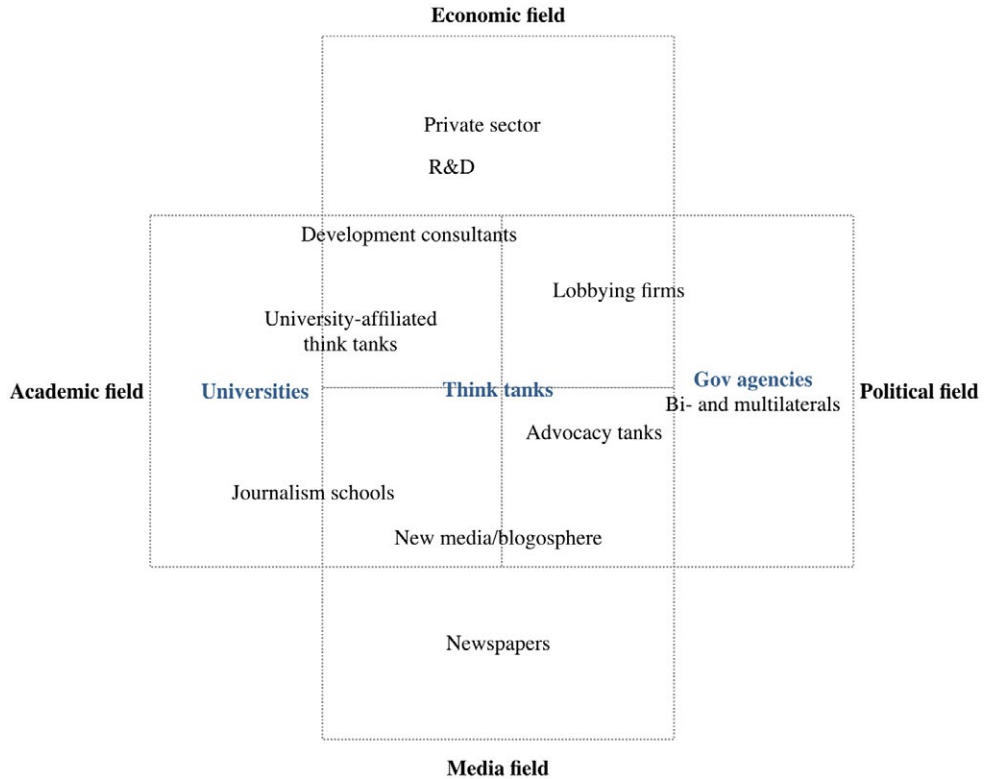 Economic field
Private sector
R&D
Development consultants
Lobbying firms
University-affiliated
think tanks
Academic field
Universities
Think tanks
Gov agencies
Bi- and multilaterals
Political field
Advocacy tanks
Journalism schools
New media/blogosphere
Newspapers
Media field